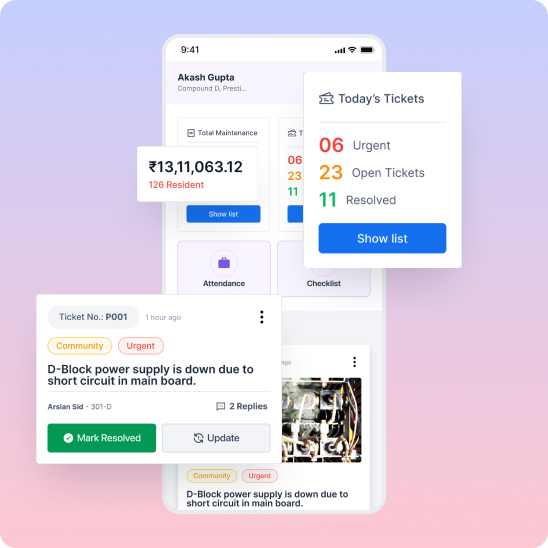 9:41
Akash Gupta
Compound D, Presti...
Today's Tickets
06 Urgent
23 Open Tickets
11 Resolved
Show list
Total Maintenance
₹13,11,063.12
126 Resident
Show list
T
06
23
11
Attendance
Checklist
Ticket No.: P001
1 hour ago
Community
Urgent
D-Block power supply is down due to
short circuit in main board.
Arslan Sid - 301-D
2 Replies
Mark Resolved
Update
ago
Community
Urgent
D-Block power supply is down due to
short circuit in main board.